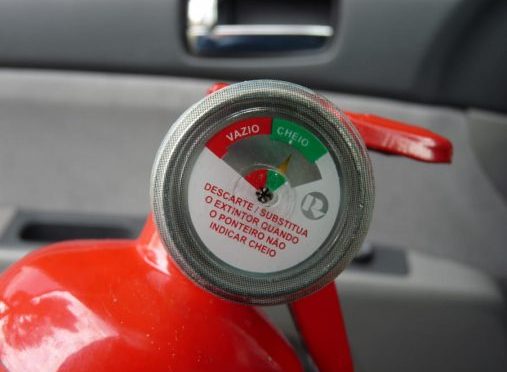 VAZIO CHEIO
DESCARTE / SUBSTITUA
O EXTINTOR QUANDO
O PONTEIRO NÃO
INDICAR CHEIO
R